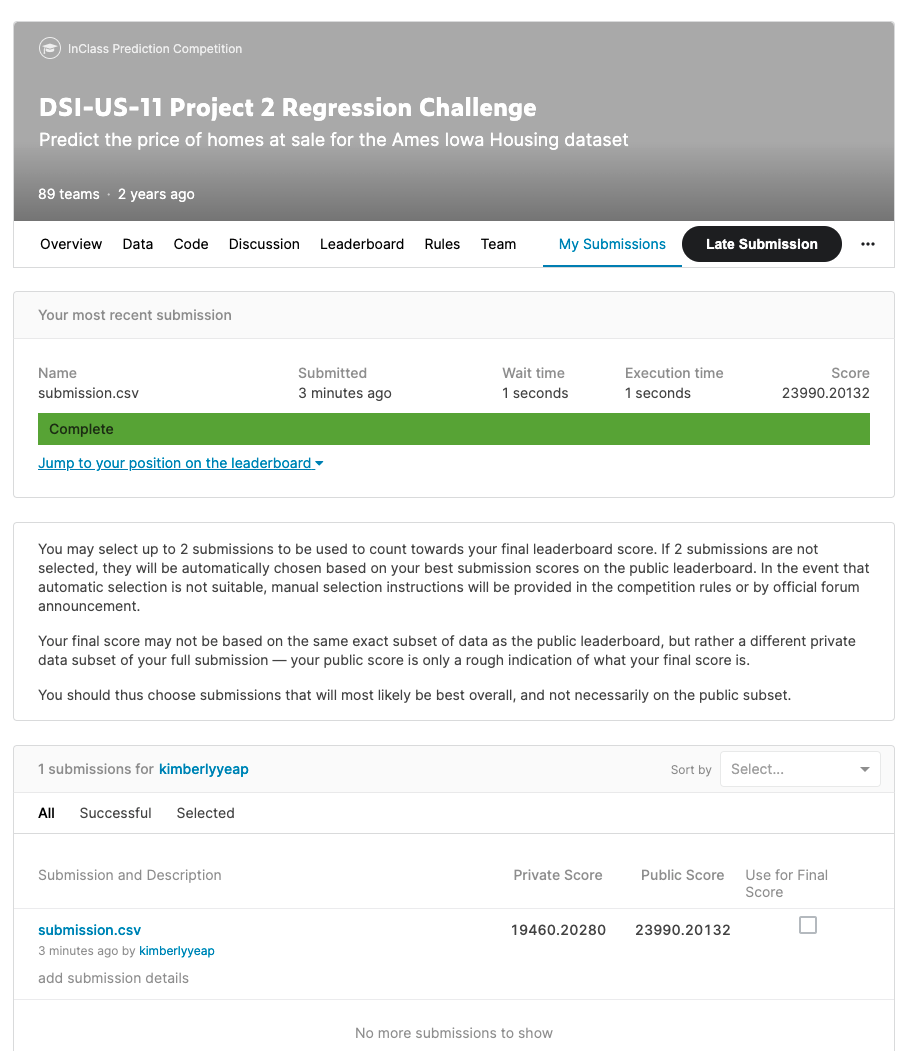 InClass Prediction Competition
DSI-US-11 Project 2 Regression Challenge
Predict the price of homes at sale for the Ames Iowa Housing dataset
89 teams · 2 years ago
Overview Data Code Discussion Leaderboard Rules Team My Submissions Late Submission •••
Your most recent submission
Name Submitted Wait time Execution time Score
submission.csv 3 minutes ago 1 seconds 1 seconds 23990.20132
Complete
Jump to your position on the leaderboard
You may select up to 2 submissions to be used to count towards your final leaderboard score. If 2 submissions are not
selected, they will be automatically chosen based on your best submission scores on the public leaderboard. In the event that
automatic selection is not suitable, manual selection instructions will be provided in the competition rules or by official forum
announcement.
Your final score may not be based on the same exact subset of data as the public leaderboard, but rather a different private
data subset of your full submission — your public score is only a rough indication of what your final score is.
You should thus choose submissions that will most likely be best overall, and not necessarily on the public subset.
1 submissions for kimberlyyeap Sort by Select...
All Successful Selected
Submission and Description Private Score Public Score Use for Final
Score
submission.csv 19460.20280 23990.20132
3 minutes ago by kimberlyyeap
add submission details
No more submissions to show